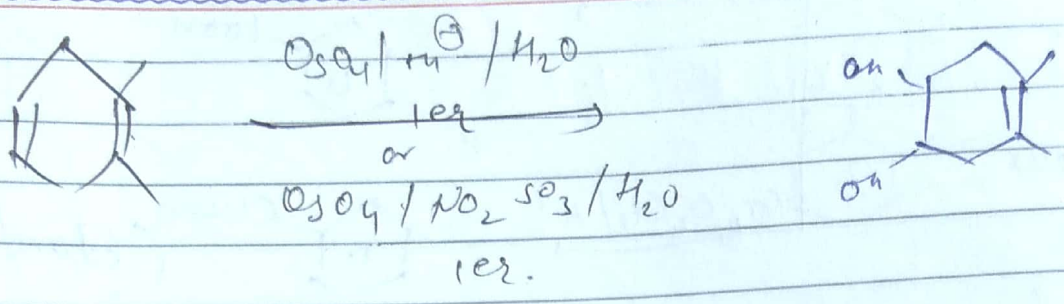 OsO4 / H⊕ / H2O
1eq
or
OsO4 / NO2 SO3 / H2O
1eq.
OH
OH